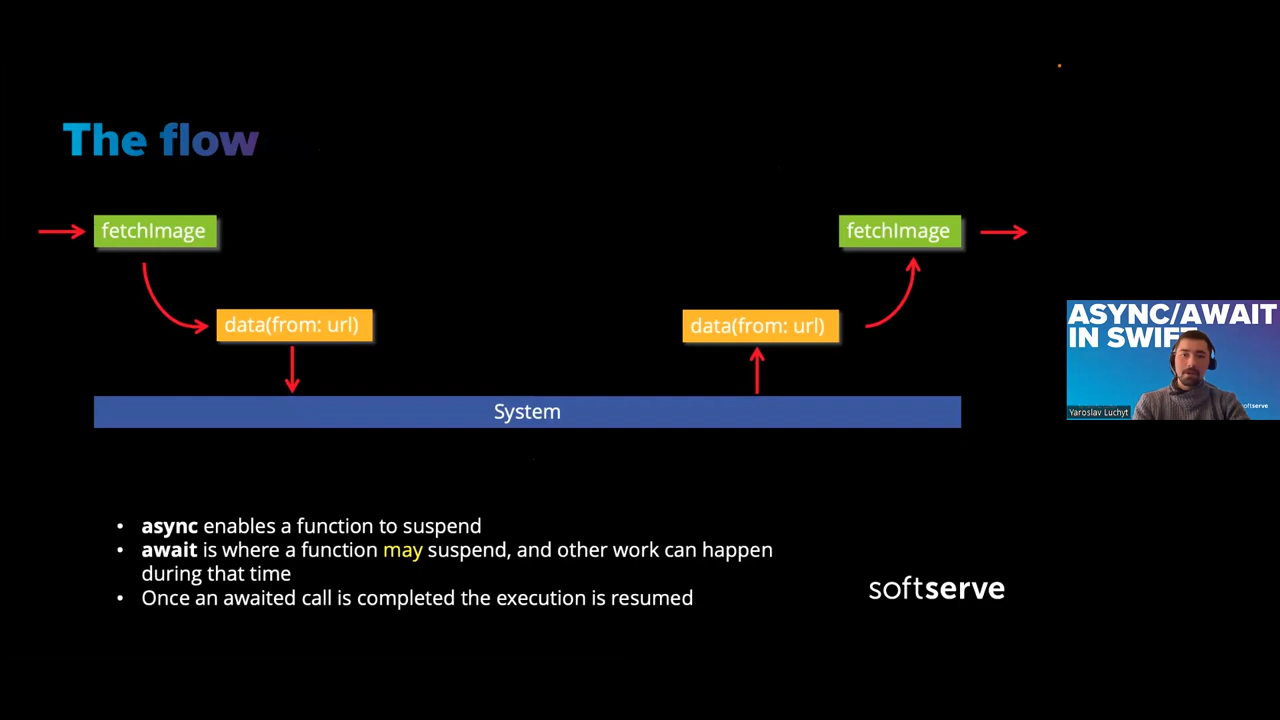 The flow
fetchImage
fetchImage
data(from: url)
data(from: url)
System
ASYNC/AWAIT
IN SWIFT
Yaroslav Luchyt
softserve
• async enables a function to suspend
• await is where a function may suspend, and other work can happen
during that time
• Once an awaited call is completed the execution is resumed
softserve